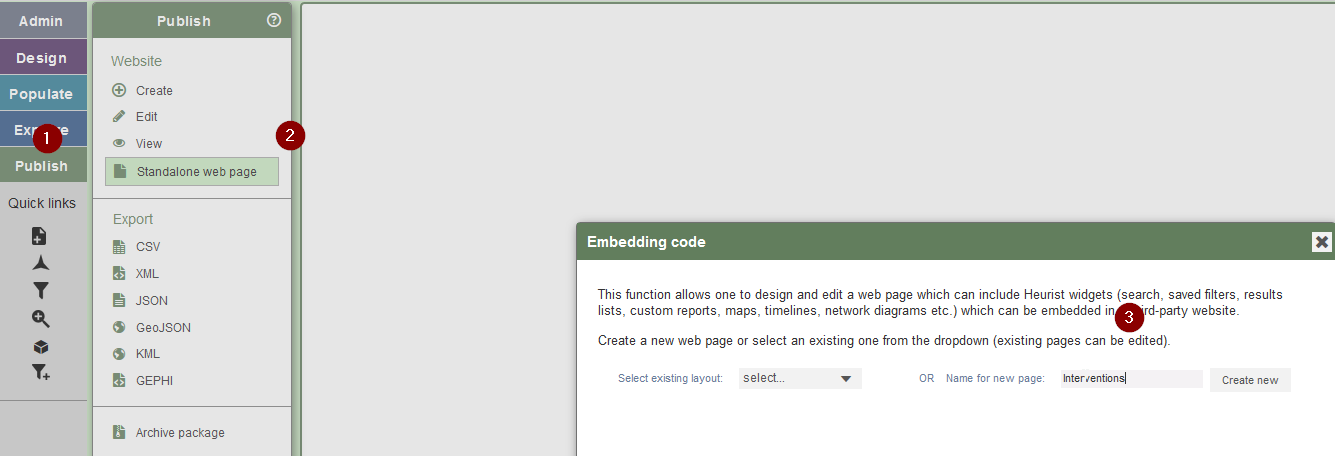 Admin
Design
Populate
1
Publish
Quick links
Publish
Website
Create
Edit
View
2
Standalone web page
Export
CSV
XML
JSON
GeoJSON
KML
GEPHI
Archive package
Embedding code
This function allows one to design and edit a web page which can include Heurist widgets (search, saved filters, results
lists, custom reports, maps, timelines, network diagrams etc.) which can be embedded in 3 third-party website.
Create a new web page or select an existing one from the dropdown (existing pages can be edited).
Select existing layout: select... OR Name for new page: Interventions Create new